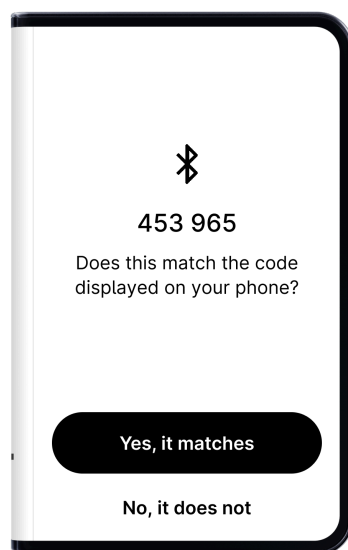 453 965
Does this match the code
displayed on your phone?
Yes, it matches
No, it does not